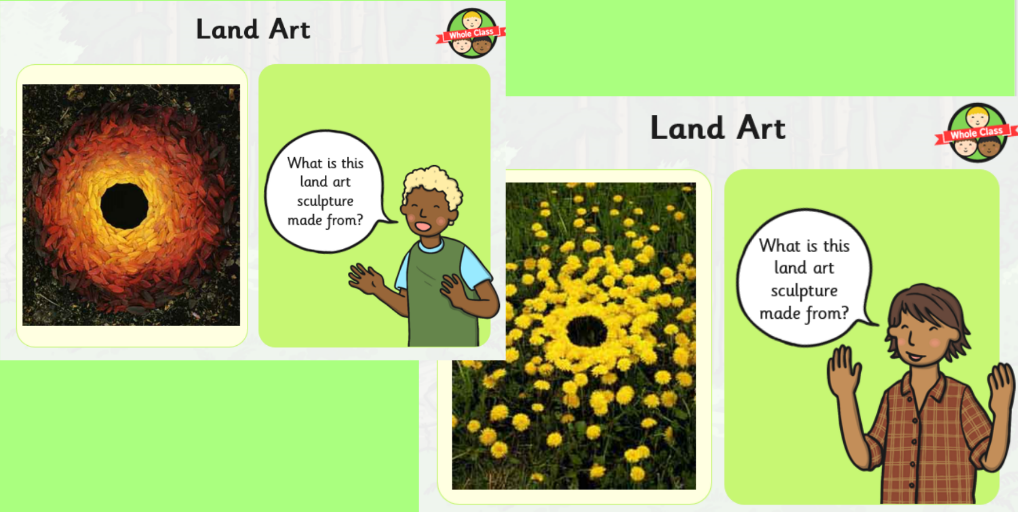 Land Art
Whole Class
What is this
land art
sculpture
made from?
Land Art
Whole Class
What is this
land art
sculpture
made from?